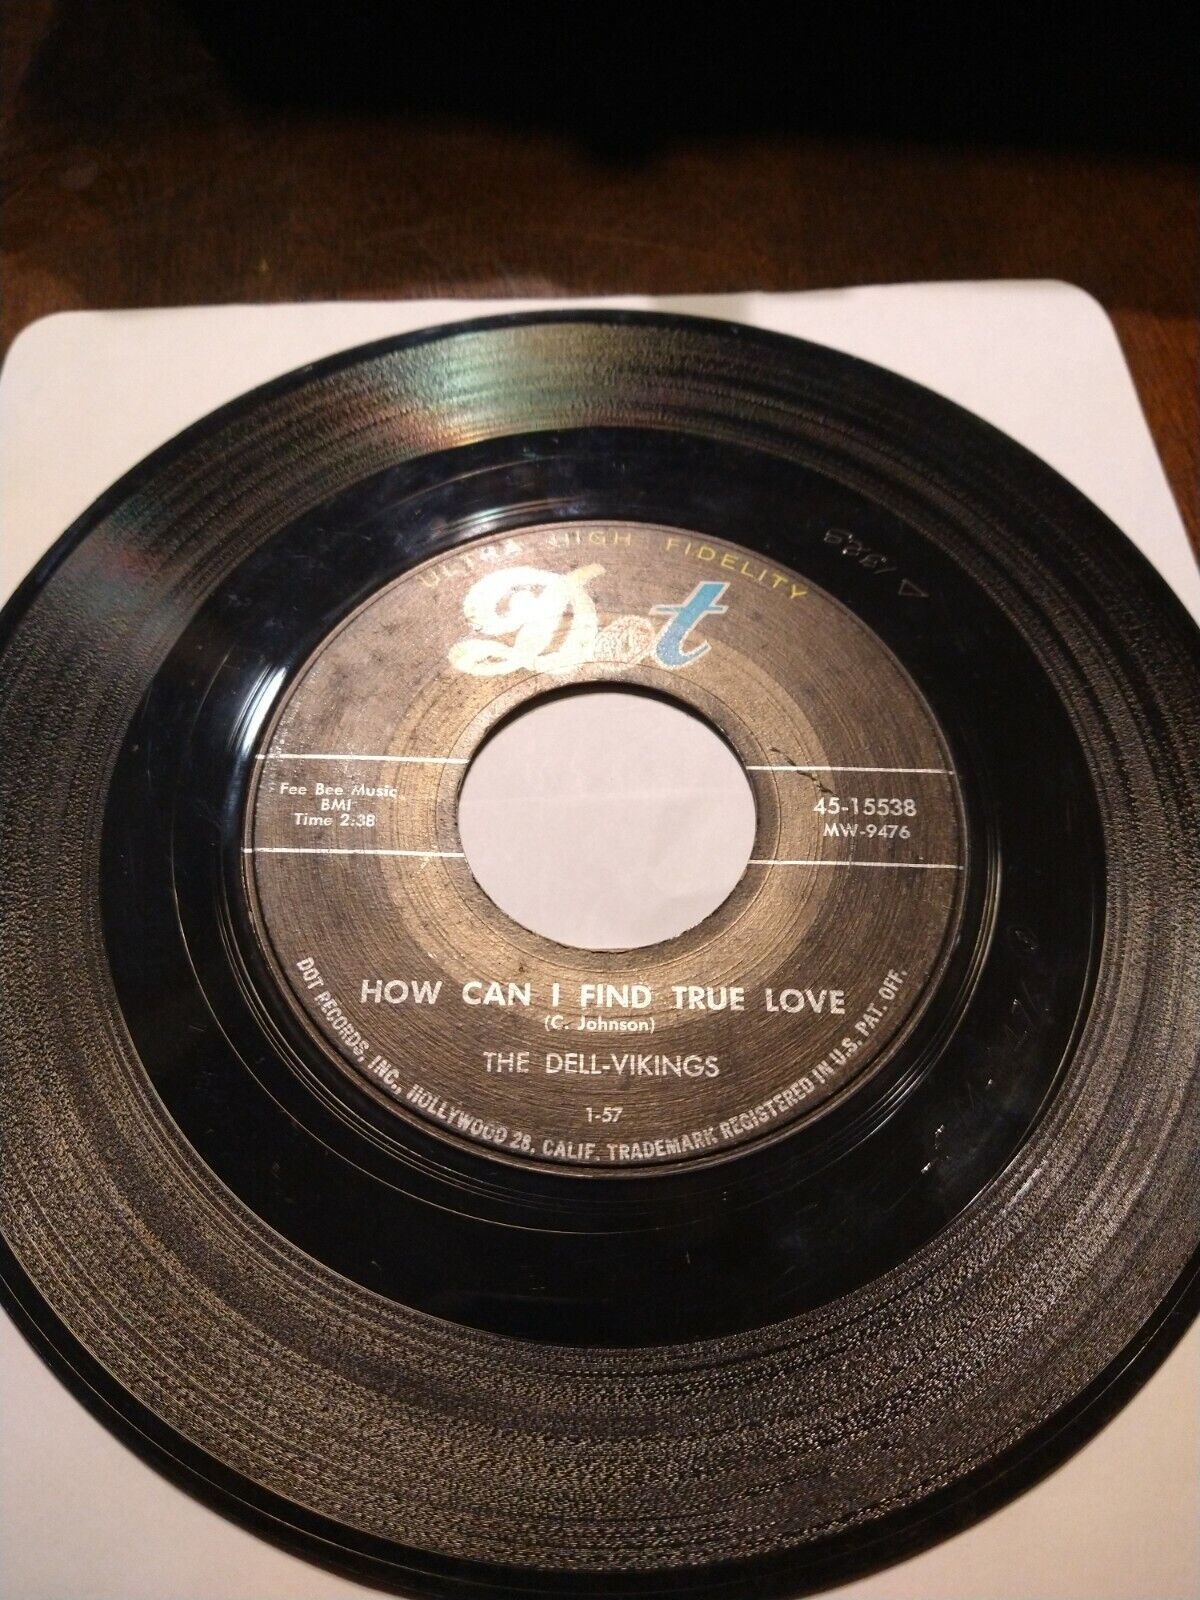 ULTRA HIGH FIDELITY
Dot
Fee Bee Music
BMI
Time 2:38
45-15538
MW-9476
HOW CAN I FIND TRUE LOVE
(C. Johnson)
THE DELL-VIKINGS
1-57
DOT RECORDS, INC., HOLLYWOOD 28, CALIF. TRADEMARK REGISTERED IN U.S. PAT. OFF.